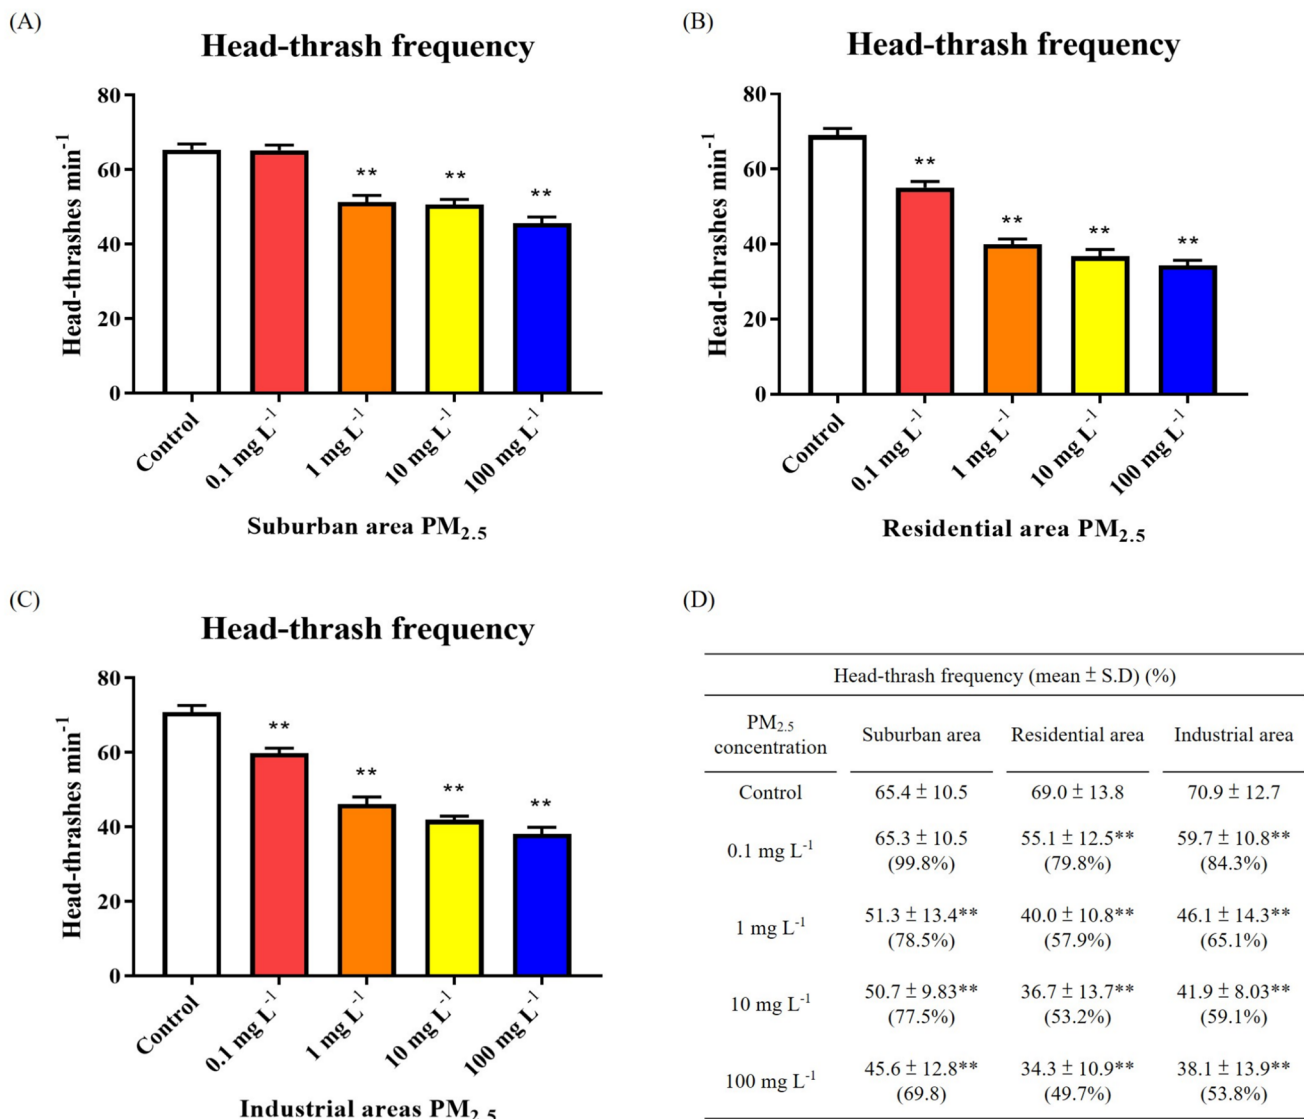 (A)
Head-thrash frequency
Head-thrashes min⁻¹
80
60
40
20
0
** ** **
Control 0.1 mg L⁻¹ 1 mg L⁻¹ 10 mg L⁻¹ 100 mg L⁻¹
Suburban area PM₂.₅
(B)
Head-thrash frequency
Head-thrashes min⁻¹
80
60
40
20
0
** ** ** **
Control 0.1 mg L⁻¹ 1 mg L⁻¹ 10 mg L⁻¹ 100 mg L⁻¹
Residential area PM₂.₅
(C)
Head-thrash frequency
Head-thrashes min⁻¹
80
60
40
20
0
** ** ** **
Control 0.1 mg L⁻¹ 1 mg L⁻¹ 10 mg L⁻¹ 100 mg L⁻¹
Industrial areas PM₂.₅
(D)
Head-thrash frequency (mean ± S.D) (%)
PM₂.₅ concentration Suburban area Residential area Industrial area
Control 65.4 ± 10.5 69.0 ± 13.8 70.9 ± 12.7
0.1 mg L⁻¹ 65.3 ± 10.5 55.1 ± 12.5** 59.7 ± 10.8**
(99.8%) (79.8%) (84.3%)
1 mg L⁻¹ 51.3 ± 13.4** 40.0 ± 10.8** 46.1 ± 14.3**
(78.5%) (57.9%) (65.1%)
10 mg L⁻¹ 50.7 ± 9.83** 36.7 ± 13.7** 41.9 ± 8.03**
(77.5%) (53.2%) (59.1%)
100 mg L⁻¹ 45.6 ± 12.8** 34.3 ± 10.9** 38.1 ± 13.9**
(69.8) (49.7%) (53.8%)